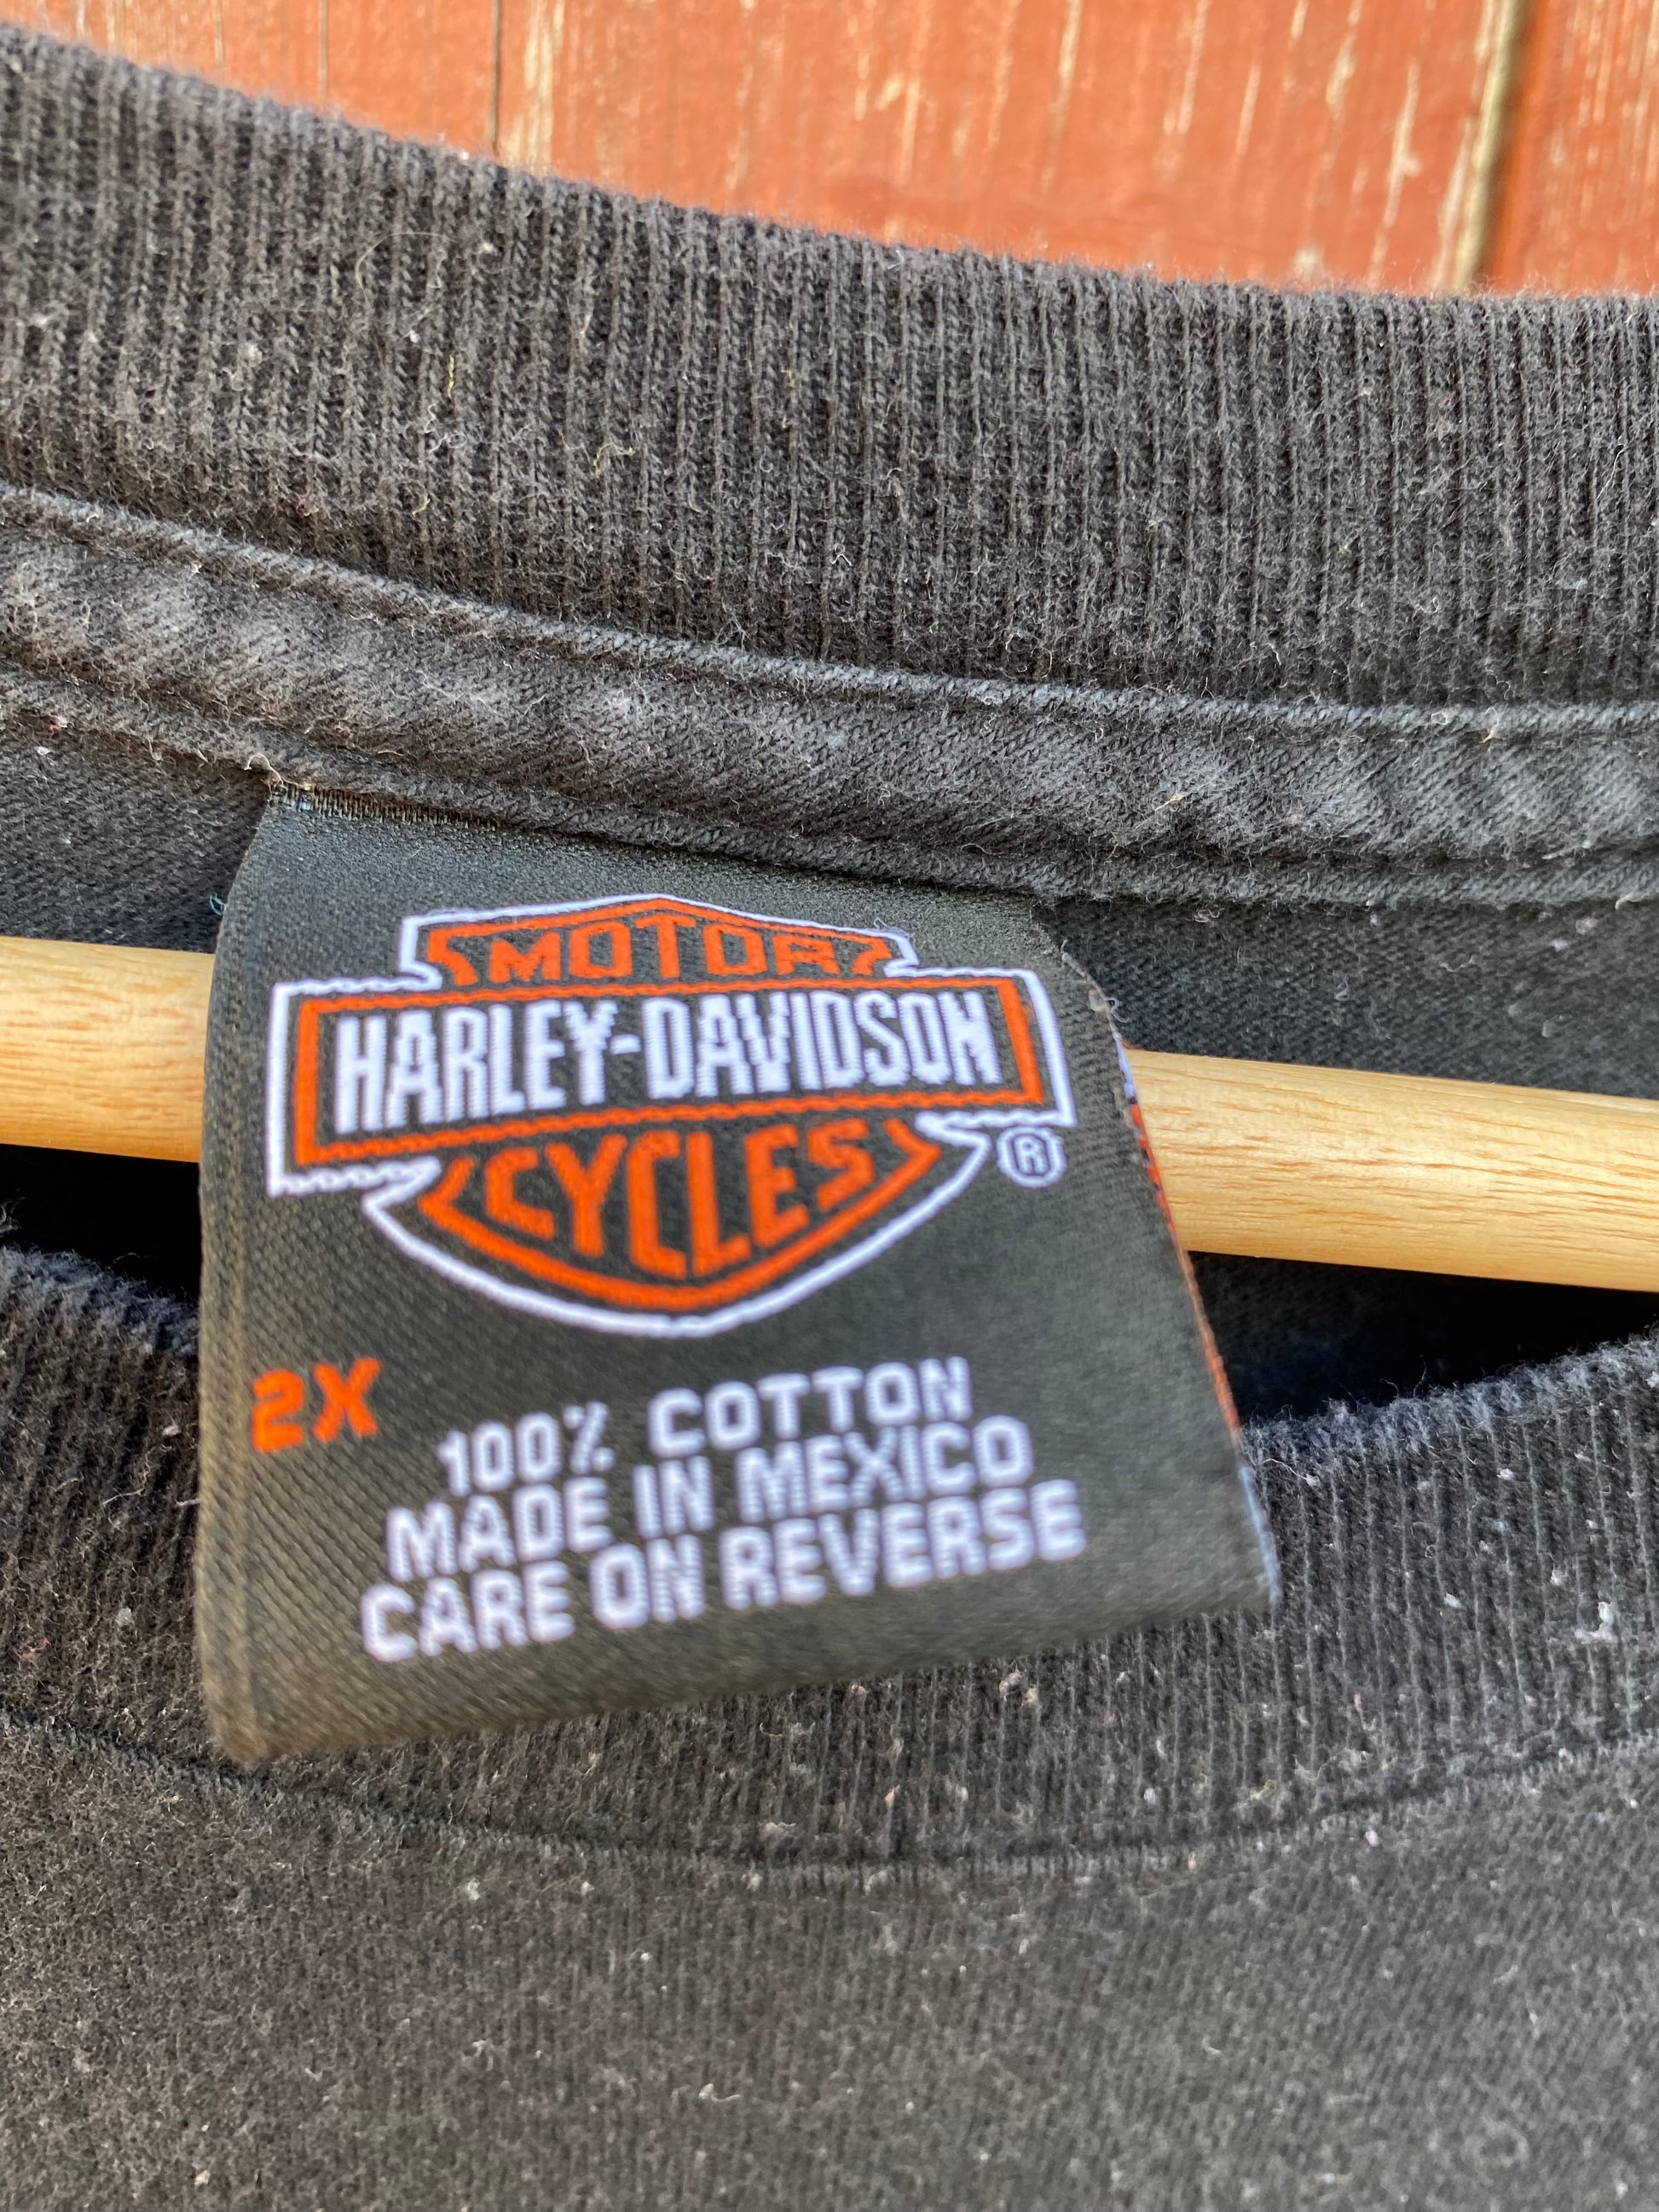 MOTOR
HARLEY-DAVIDSON
CYCLES
®
2X
100% COTTON
MADE IN MEXICO
CARE ON REVERSE